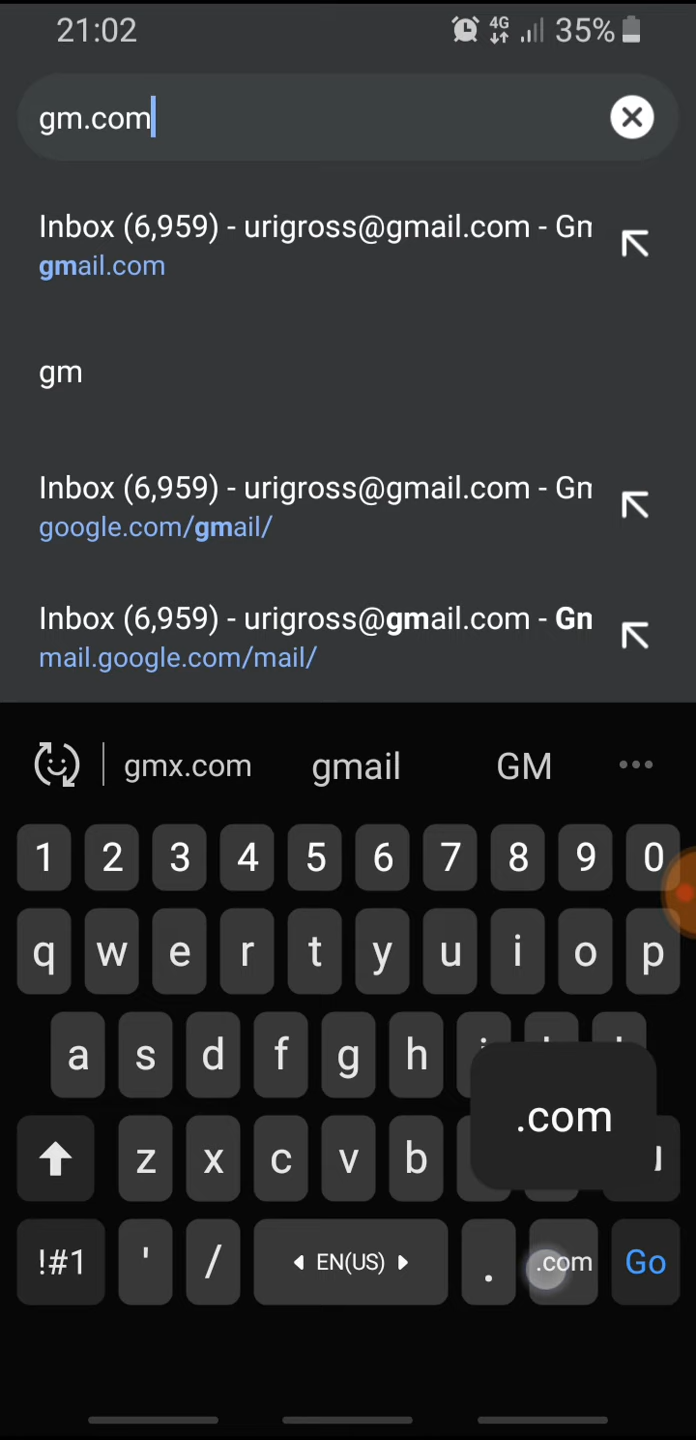 21:02 4G 35%
gm.com
Inbox (6,959) - urigross@gmail.com - Gn
gmail.com
gm
Inbox (6,959) - urigross@gmail.com - Gn
google.com/gmail/
Inbox (6,959) - urigross@gmail.com - Gn
mail.google.com/mail/
gmx.com gmail GM ...
1 2 3 4 5 6 7 8 9 0
q w e r t y u i o p
a s d f g h
.com
z x c v b
!#1 ' / EN(US) . .com Go